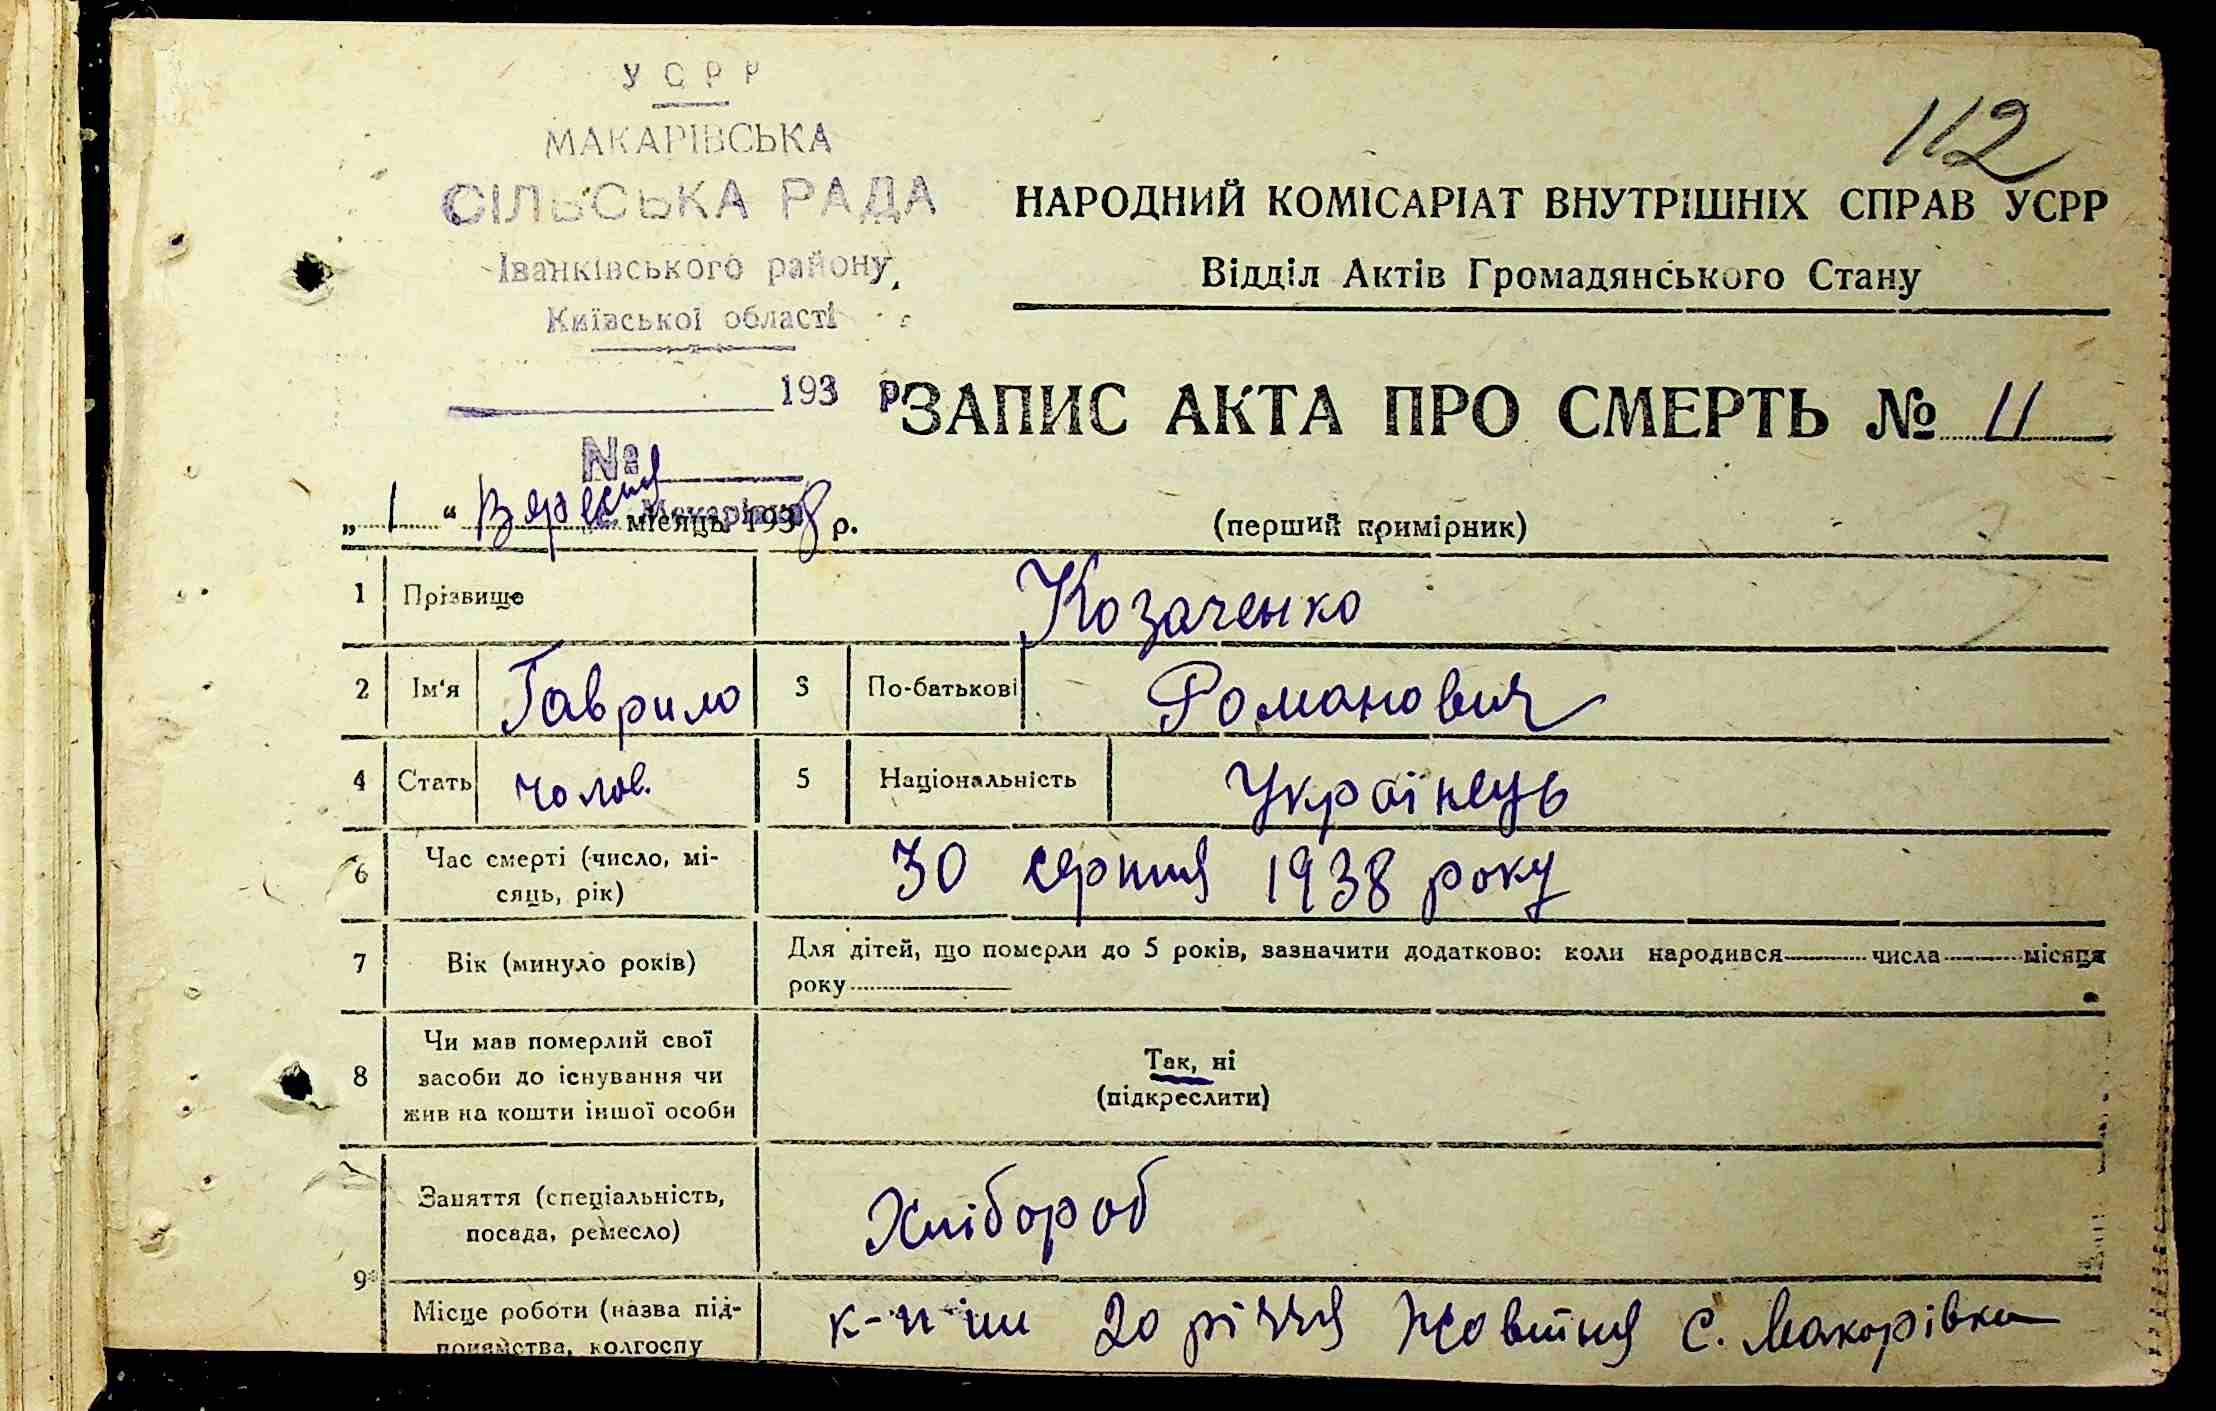 УСРР
МАКАРІВСЬКА
СІЛЬСЬКА РАДА
Іванківського району,
Київської області
193 р.
№
112
НАРОДНИЙ КОМІСАРІАТ ВНУТРІШНІХ СПРАВ УСРР
Відділ Актів Громадянського Стану
ЗАПИС АКТА ПРО СМЕРТЬ № 11
„ 1 “ Вересня місяць 1938 р.
(перший примірник)
1 Прізвище Козаченко
2 Ім'я Гаврило 3 По-батькові Романович
4 Стать чолов. 5 Національність Українець
6 Час смерті (число, мі-
сяць, рік) 30 серпня 1938 року
7 Вік (минуло років) Для дітей, що померли до 5 років, зазначити додатково: коли народився числа місяця
року
8 Чи мав померлий свої
засоби до існування чи
жив на кошти іншої особи
Так, ні
(підкреслити)
9 Заняття (спеціальність,
посада, ремесло) Хлібороб
Місце роботи (назва під-
приємства, колгоспу
20 річчя Жовтня с. Макарівка